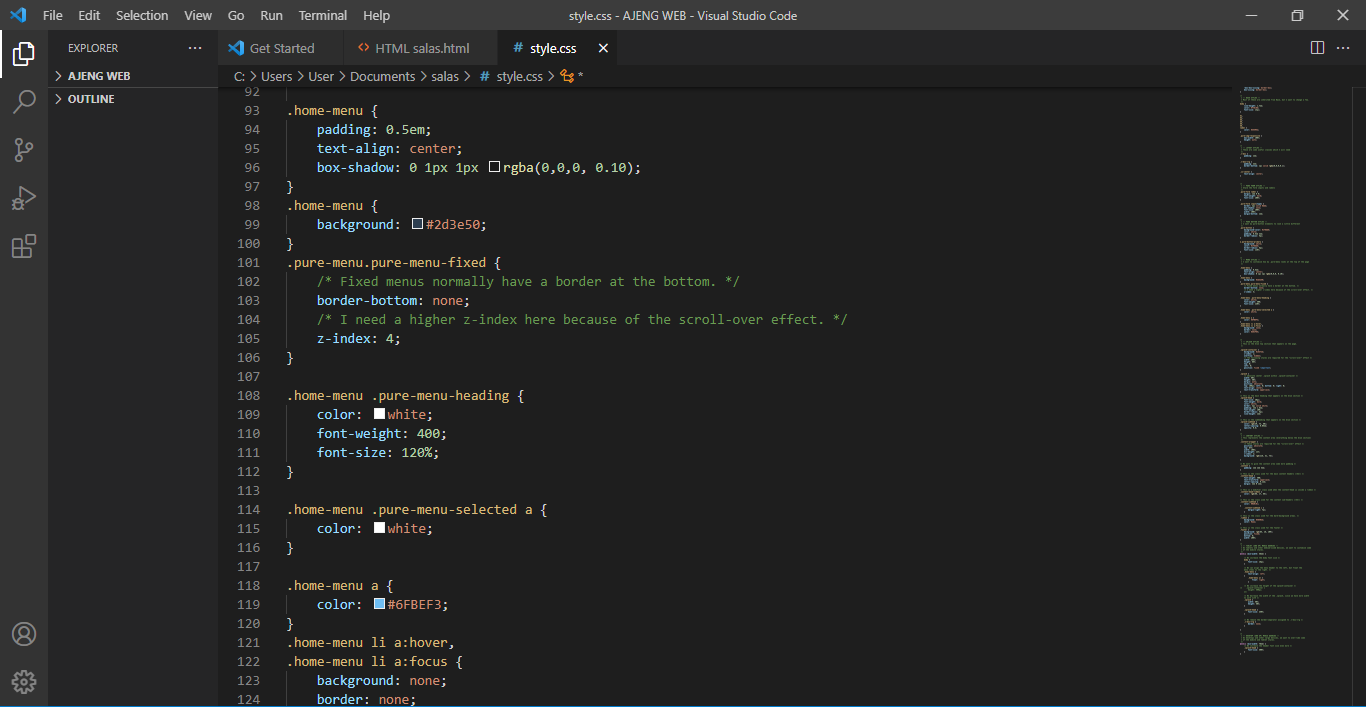 File Edit Selection View Go Run Terminal Help style.css - AJENG WEB - Visual Studio Code
EXPLORER
AJENG WEB
OUTLINE
Get Started HTML salas.html # style.css
C: > Users > User > Documents > salas > # style.css > *
92
93 .home-menu {
94 padding: 0.5em;
95 text-align: center;
96 box-shadow: 0 1px 1px rgba(0,0,0, 0.10);
97 }
98 .home-menu {
99 background: #2d3e50;
100 }
101 .pure-menu.pure-menu-fixed {
102 /* Fixed menus normally have a border at the bottom. */
103 border-bottom: none;
104 /* I need a higher z-index here because of the scroll-over effect. */
105 z-index: 4;
106 }
107
108 .home-menu .pure-menu-heading {
109 color: white;
110 font-weight: 400;
111 font-size: 120%;
112 }
113
114 .home-menu .pure-menu-selected a {
115 color: white;
116 }
117
118 .home-menu a {
119 color: #6FBEF3;
120 }
121 .home-menu li a:hover,
122 .home-menu li a:focus {
123 background: none;
124 border: none;